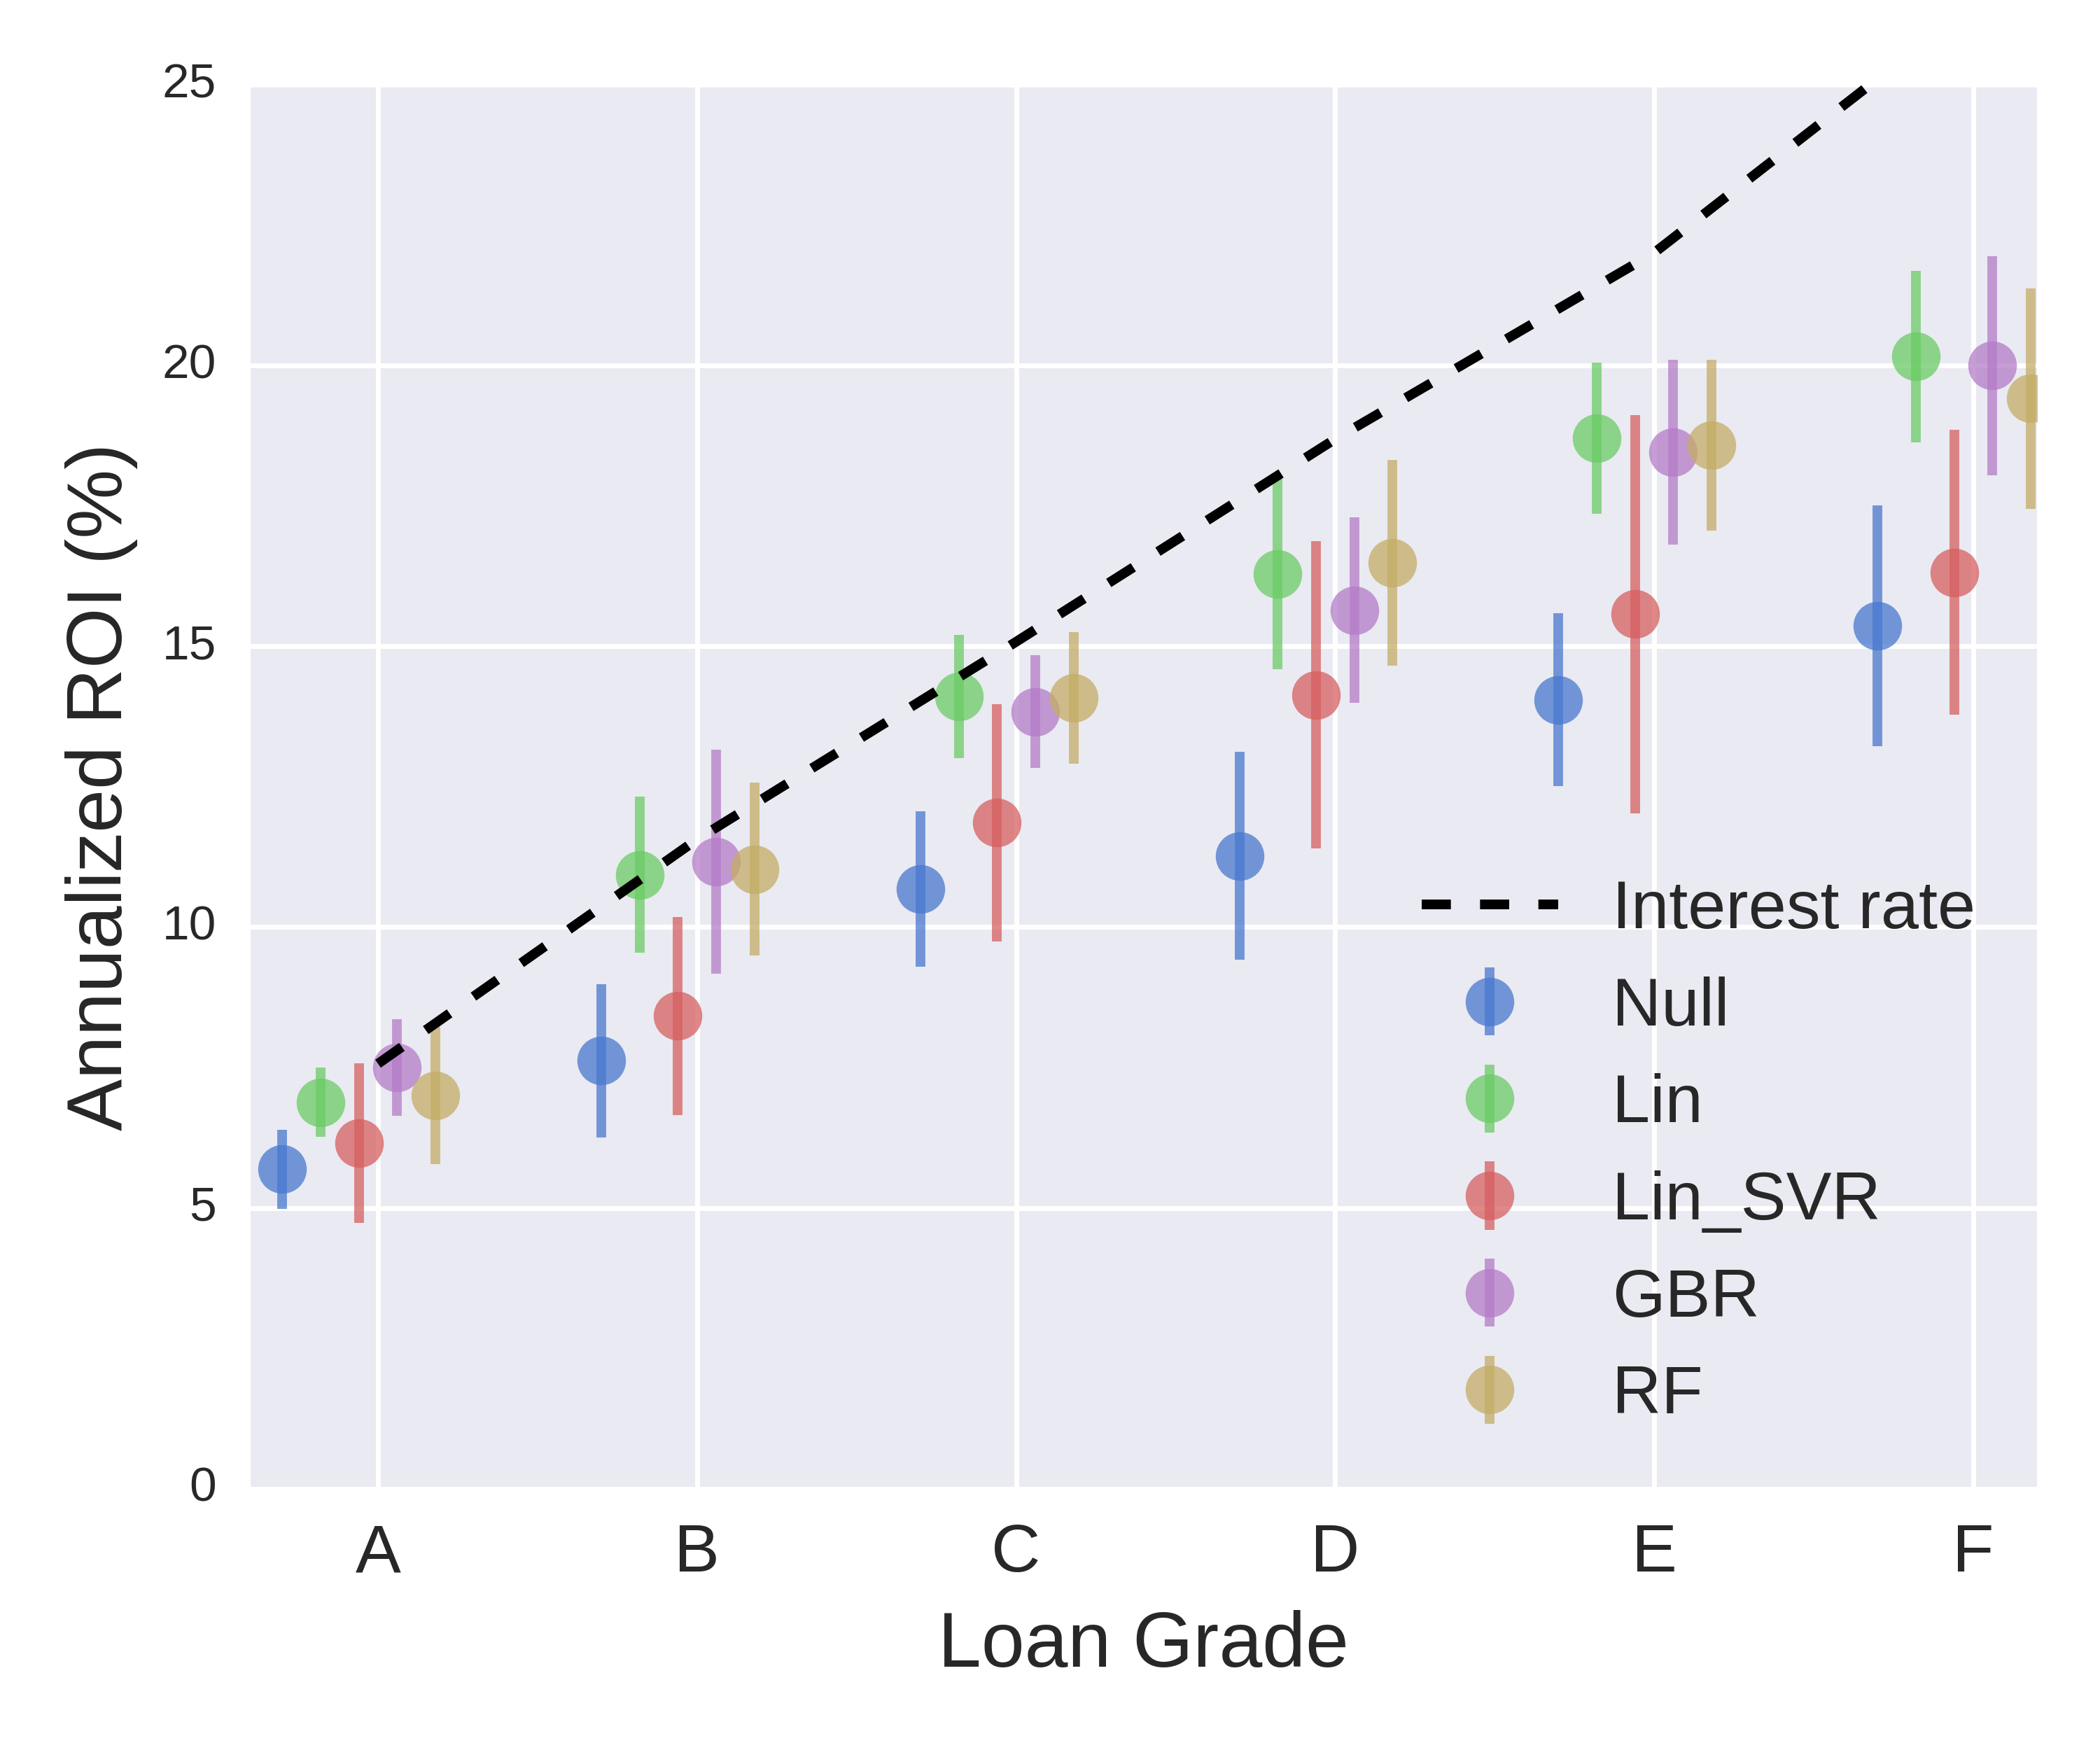 25
20
15
10
5
0
Annualized ROI (%)
Interest rate
Null
Lin
Lin_SVR
GBR
RF
A B C D E F
Loan Grade